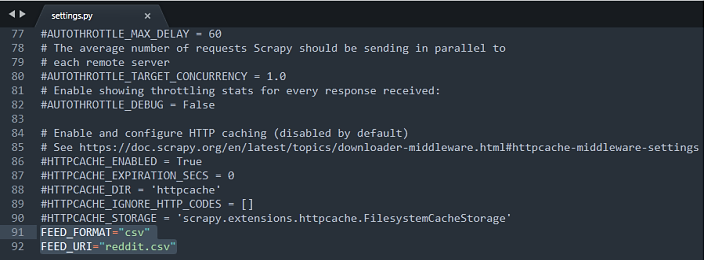 settings.py x
77 #AUTOTHROTTLE_MAX_DELAY = 60
78 # The average number of requests Scrapy should be sending in parallel to
79 # each remote server
80 #AUTOTHROTTLE_TARGET_CONCURRENCY = 1.0
81 # Enable showing throttling stats for every response received:
82 #AUTOTHROTTLE_DEBUG = False
83
84 # Enable and configure HTTP caching (disabled by default)
85 # See https://doc.scrapy.org/en/latest/topics/downloader-middleware.html#httpcache-middleware-settings
86 #HTTPCACHE_ENABLED = True
87 #HTTPCACHE_EXPIRATION_SECS = 0
88 #HTTPCACHE_DIR = 'httpcache'
89 #HTTPCACHE_IGNORE_HTTP_CODES = []
90 #HTTPCACHE_STORAGE = 'scrapy.extensions.httpcache.FilesystemCacheStorage'
91 FEED_FORMAT="csv"
92 FEED_URI="reddit.csv"